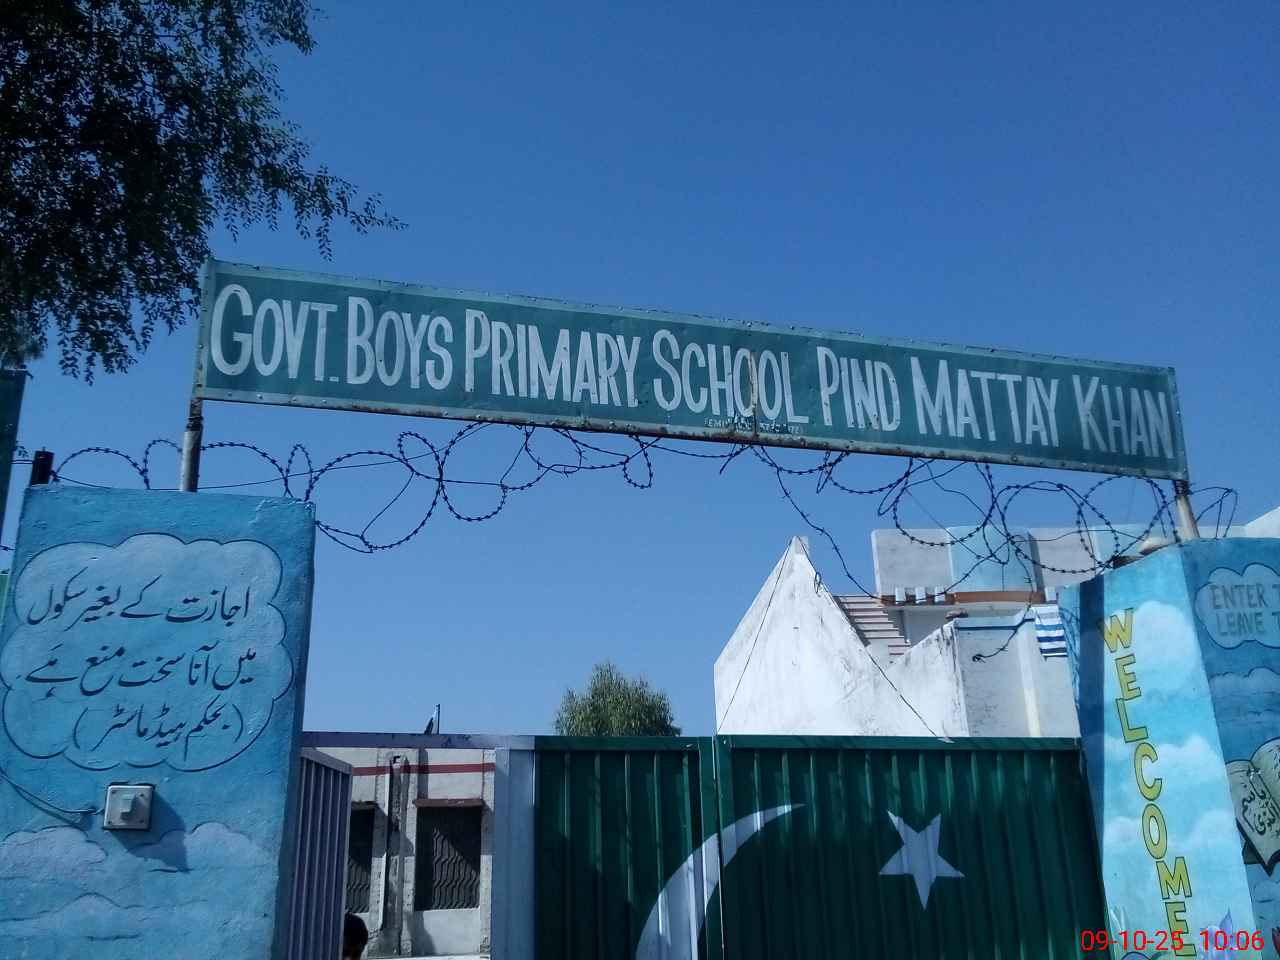 GOVT. BOYS PRIMARY SCHOOL PIND MATTAY KHAN
اجازت کے بغیر سکول
میں آنا سخت منع ہے
(بحکم ہیڈ ماسٹر)
WELCOME
ENTER
LEAVE
09-10-25 10:06